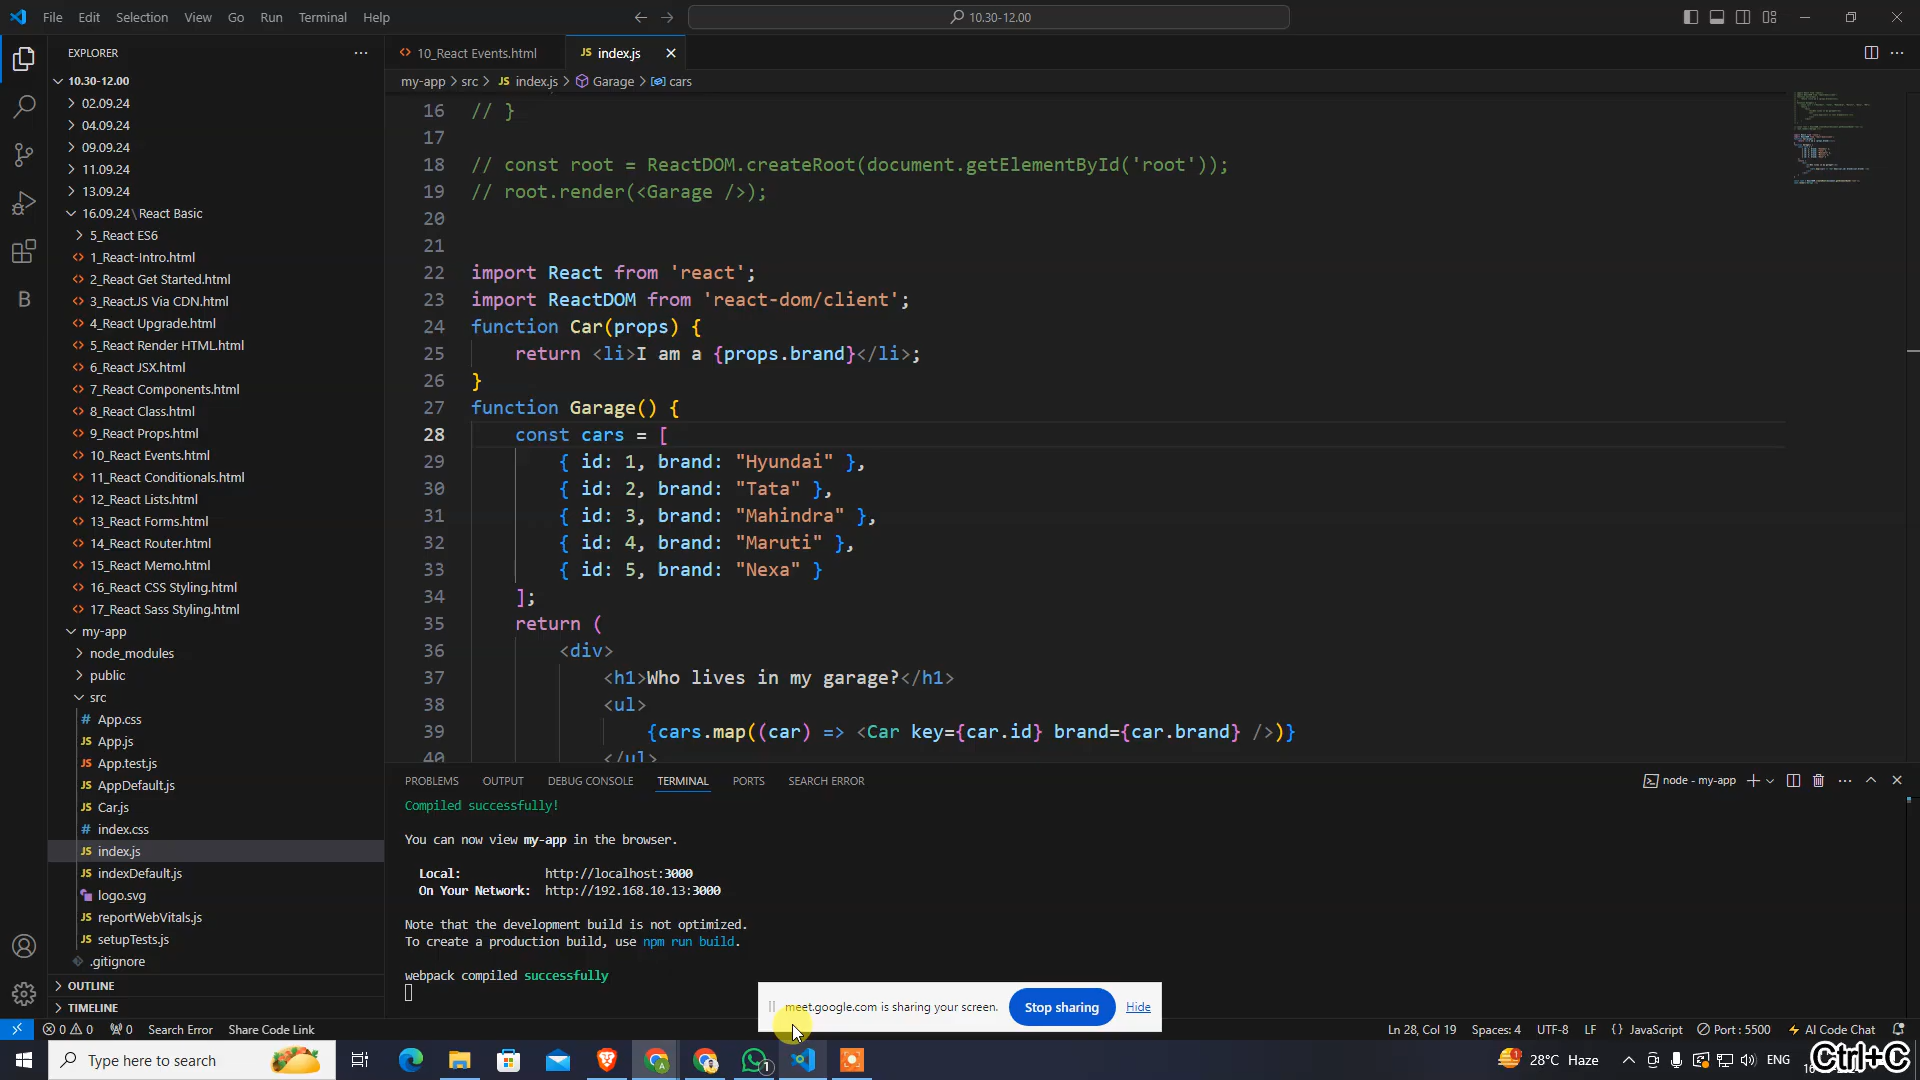 File Edit Selection View Go Run Terminal Help
10.30-12.00
EXPLORER
10.30-12.00
02.09.24
04.09.24
09.09.24
11.09.24
13.09.24
16.09.24\React Basic
5_React ES6
1_React-Intro.html
2_React Get Started.html
3_ReactJS Via CDN.html
4_React Upgrade.html
5_React Render HTML.html
6_React JSX.html
7_React Components.html
8_React Class.html
9_React Props.html
10_React Events.html
11_React Conditionals.html
12_React Lists.html
13_React Forms.html
14_React Router.html
15_React Memo.html
16_React CSS Styling.html
17_React Sass Styling.html
my-app
node_modules
public
src
# App.css
JS App.js
JS App.test.js
JS AppDefault.js
JS Car.js
# index.css
JS index.js
JS indexDefault.js
logo.svg
JS reportWebVitals.js
JS setupTests.js
.gitignore
OUTLINE
TIMELINE
10_React Events.html
JS index.js
my-app > src > JS index.js > Garage > cars
16 // }
17
18 // const root = ReactDOM.createRoot(document.getElementById('root'));
19 // root.render(<Garage />);
20
21
22 import React from 'react';
23 import ReactDOM from 'react-dom/client';
24 function Car(props) {
25 return <li>I am a {props.brand}</li>;
26 }
27 function Garage() {
28 const cars = [
29 { id: 1, brand: "Hyundai" },
30 { id: 2, brand: "Tata" },
31 { id: 3, brand: "Mahindra" },
32 { id: 4, brand: "Maruti" },
33 { id: 5, brand: "Nexa" }
34 ];
35 return (
36 <div>
37 <h1>Who lives in my garage?</h1>
38 <ul>
39 {cars.map((car) => <Car key={car.id} brand={car.brand} />)}
40 </ul>
PROBLEMS OUTPUT DEBUG CONSOLE TERMINAL PORTS SEARCH ERROR
node - my-app
Compiled successfully!
You can now view my-app in the browser.
Local: http://localhost:3000
On Your Network: http://192.168.10.13:3000
Note that the development build is not optimized.
To create a production build, use npm run build.
webpack compiled successfully
meet.google.com is sharing your screen. Stop sharing Hide
0 0 0 Search Error Share Code Link
Ln 28, Col 19 Spaces: 4 UTF-8 LF {} JavaScript Port : 5500 AI Code Chat
Type here to search
28°C Haze
ENG
Ctrl+C